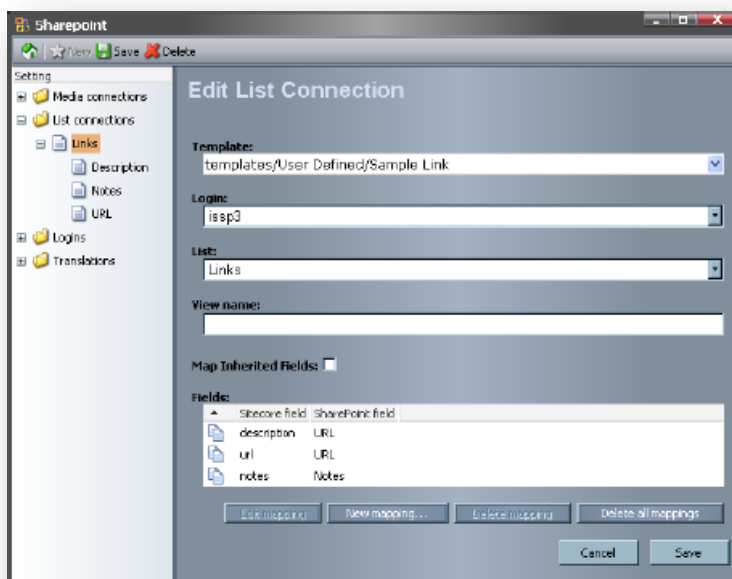 Sharepoint
New Save Delete
Setting
Media connections
List connections
Links
Description
Notes
URL
Logins
Translations
Edit List Connection
Template:
templates/User Defined/Sample Link
Login:
issp3
List:
Links
View name:
Map Inherited Fields:
Fields:
Sitecore field SharePoint field
description URL
url URL
notes Notes
Edit mapping New mapping... Delete mapping Delete all mappings
Cancel Save